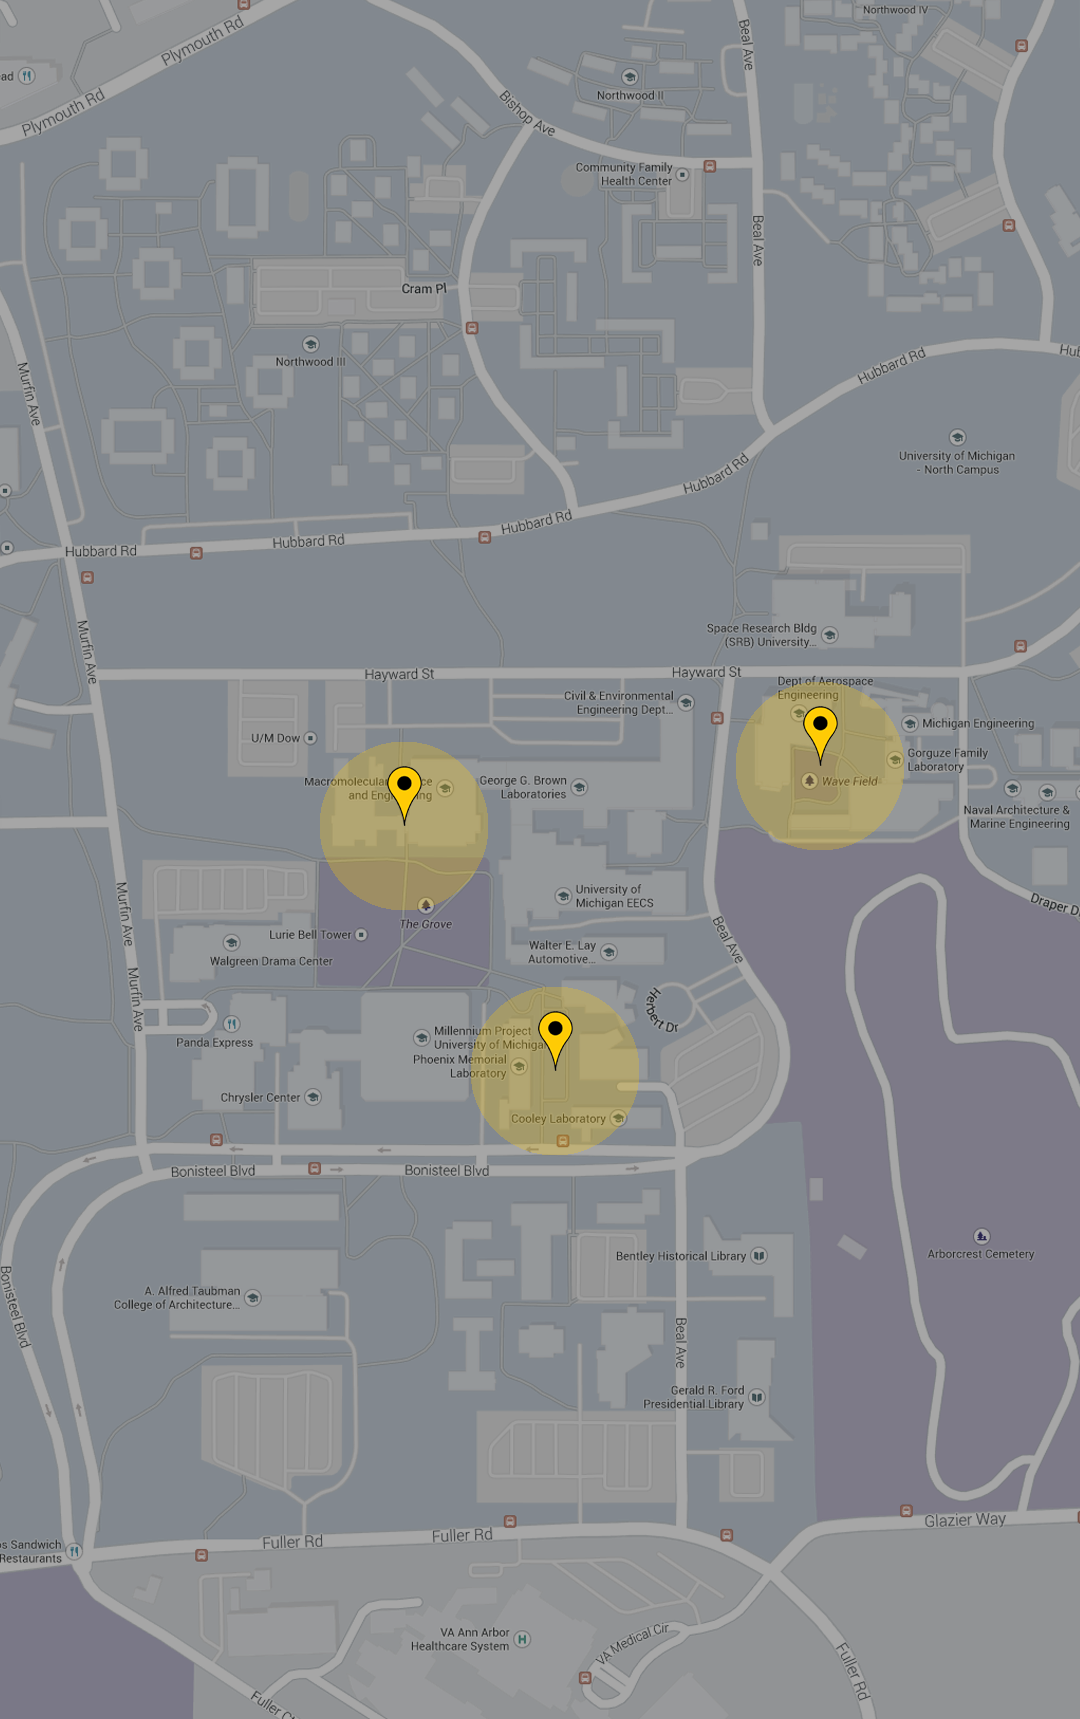 Northwood IV
Plymouth Rd
Beal Ave
ead
Northwood II
Plymouth Rd
Bishop Ave
Community Family
Health Center
Beal Ave
Cram Pl
Northwood III
Hubbard Rd
Hub
Murfin Ave
University of Michigan
- North Campus
Hubbard Rd
Hubbard Rd
Hubbard Rd
Hubbard Rd
Murfin Ave
Space Research Bldg
(SRB) University...
Hayward St
Hayward St
Dept of Aerospace
Engineering
Civil & Environmental
Engineering Dept...
Michigan Engineering
U/M Dow
Gorguze Family
Laboratory
Wave Field
Macromolecular
and Eng
George G. Brown
Laboratories
Naval Architecture &
Marine Engineering
Murfin Ave
University of
Michigan EECS
Draper D
The Grove
Lurie Bell Tower
Walgreen Drama Center
Walter E. Lay
Automotive...
Beal Ave
Murfin Ave
Herbert Dr
Panda Express
Millennium Project
University of Michigan
Phoenix Memorial
Laboratory
Chrysler Center
Cooley Laboratory
Bonisteel Blvd
Bonisteel Blvd
Bentley Historical Library
Arborcrest Cemetery
A. Alfred Taubman
College of Architecture...
Bonisteel Blvd
Beal Ave
Gerald R. Ford
Presidential Library
Glazier Way
Fuller Rd
Fuller Rd
os Sandwich
Restaurants
VA Ann Arbor
Healthcare System
VA Medical Cir
Fuller Rd
Fuller C